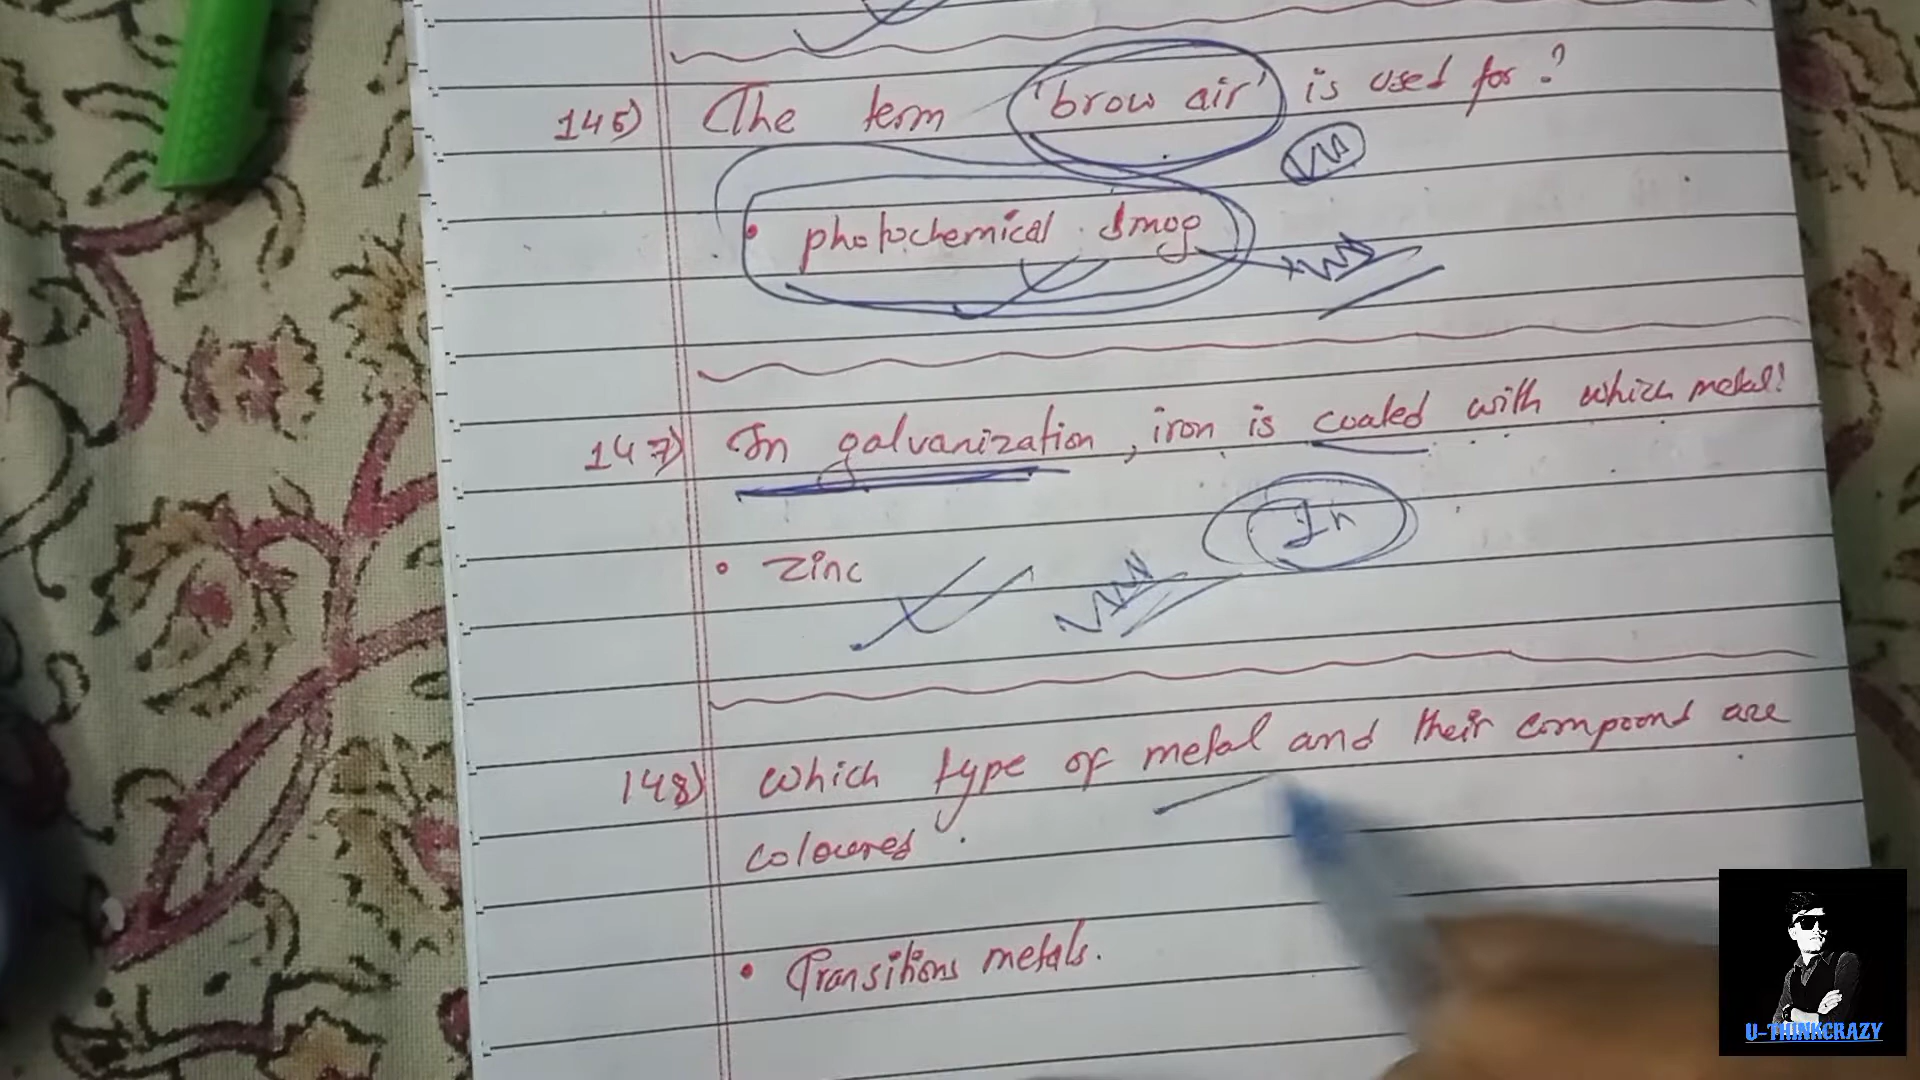 146) The term 'brow air' is used for?
• photochemical smog
147) In galvanization, iron is coated with which metal?
• Zinc
Zn
148) Which type of metal and their compound are
coloured.
• Transitions metals.
U-THINKCRAZY